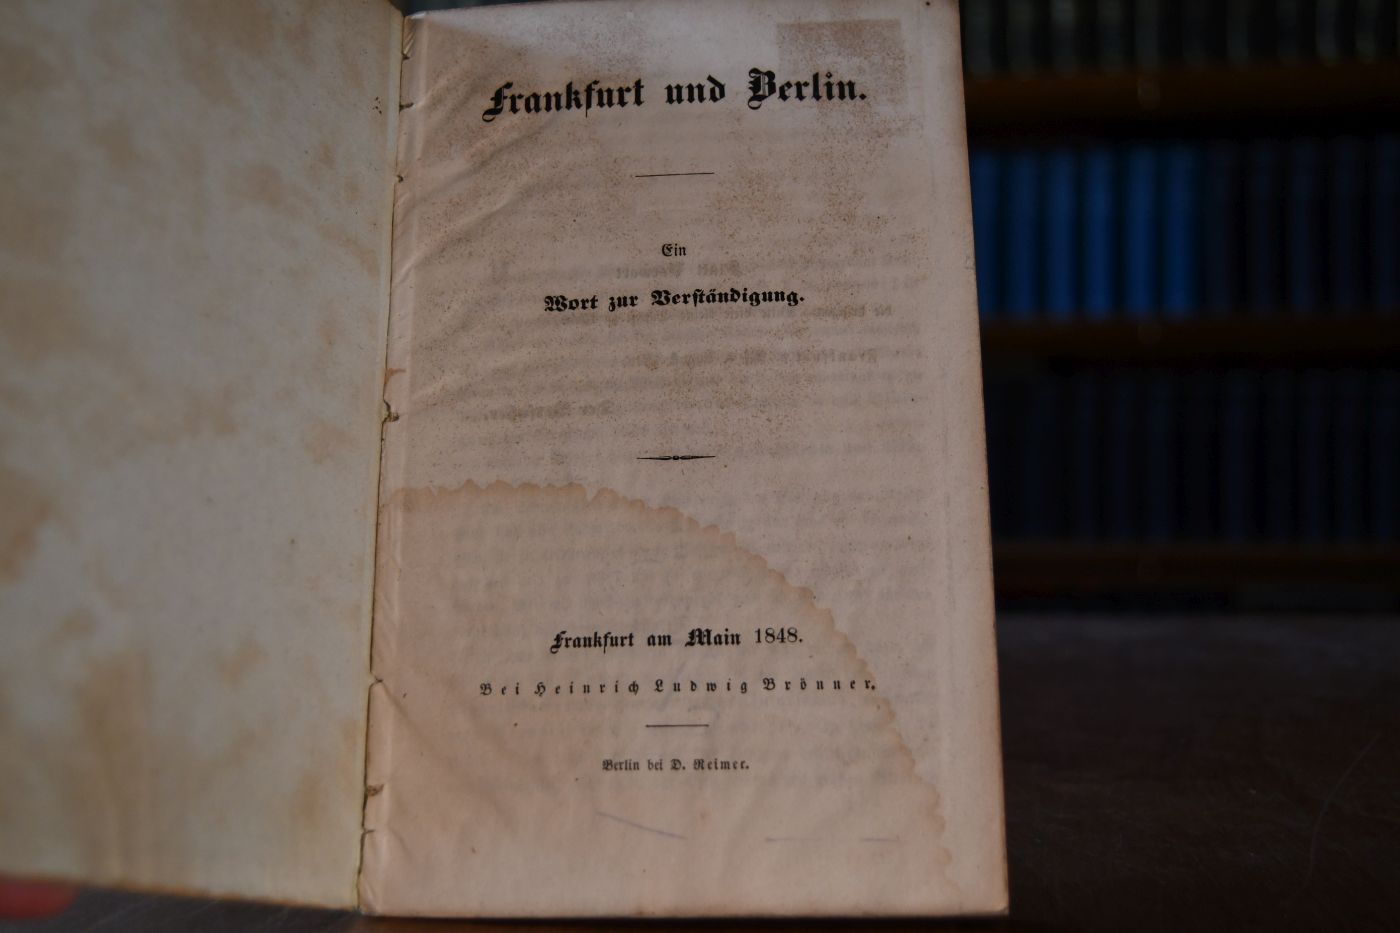 Frankfurt und Berlin.
Ein
Wort zur Verständigung.
Frankfurt am Main 1848.
Bei Heinrich Ludwig Brönner.
Berlin bei D. Reimer.